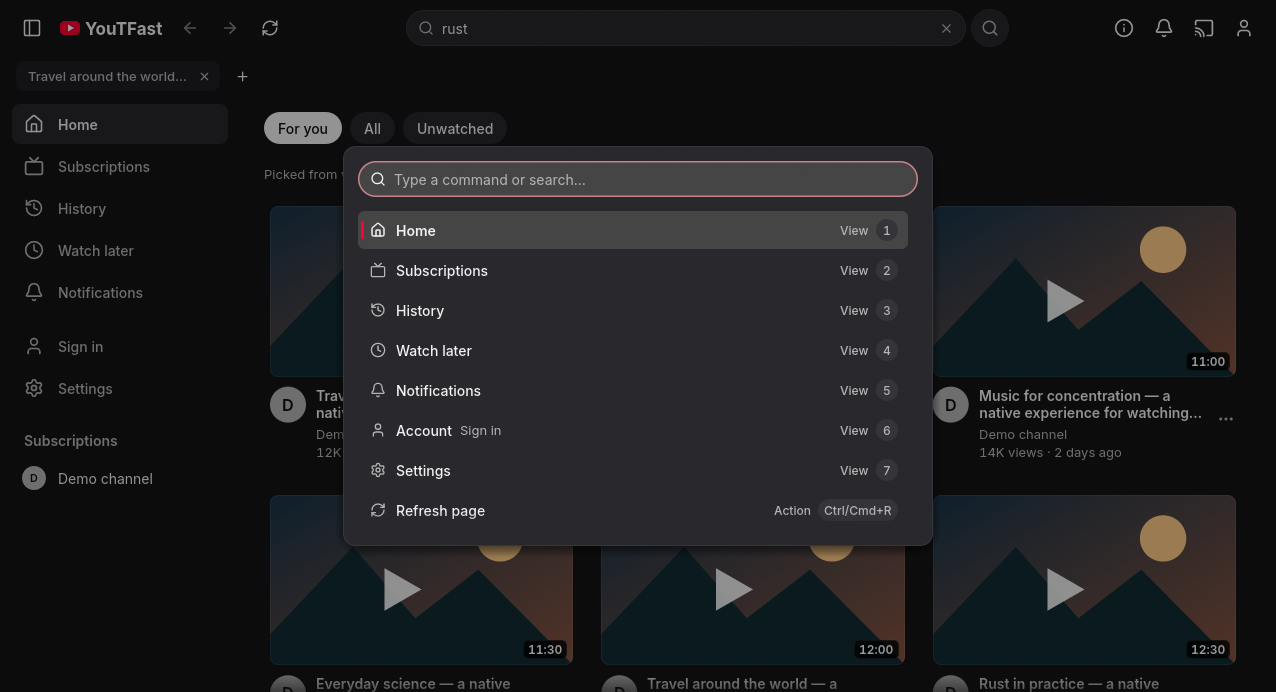 YouTFast
rust
Travel around the world...
Home
Subscriptions
History
Watch later
Notifications
Sign in
Settings
Subscriptions
D
Demo channel
For you
All
Unwatched
Picked from
Type a command or search...
Home View 1
Subscriptions View 2
History View 3
Watch later View 4
Notifications View 5
Account Sign in View 6
Settings View 7
Refresh page Action Ctrl/Cmd+R
D
11:00
D
Music for concentration — a
native experience for watching...
Demo channel
14K views · 2 days ago
11:30
12:00
12:30
D
Everyday science — a native
D
Travel around the world — a
D
Rust in practice — a native